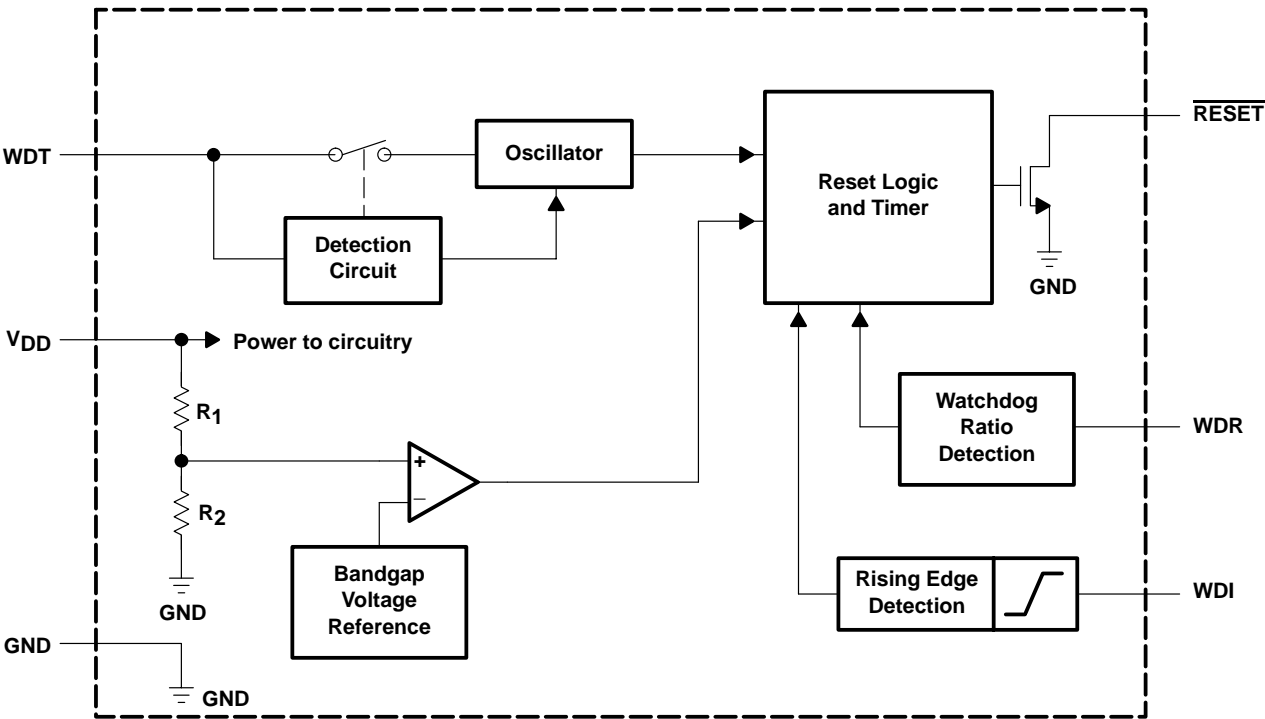 RESET
WDT
Oscillator
Reset Logic
and Timer
Detection
Circuit
GND
VDD
Power to circuitry
R1
Watchdog
Ratio
Detection
WDR
+
−
R2
Bandgap
Voltage
Reference
Rising Edge
Detection
WDI
GND
GND
GND